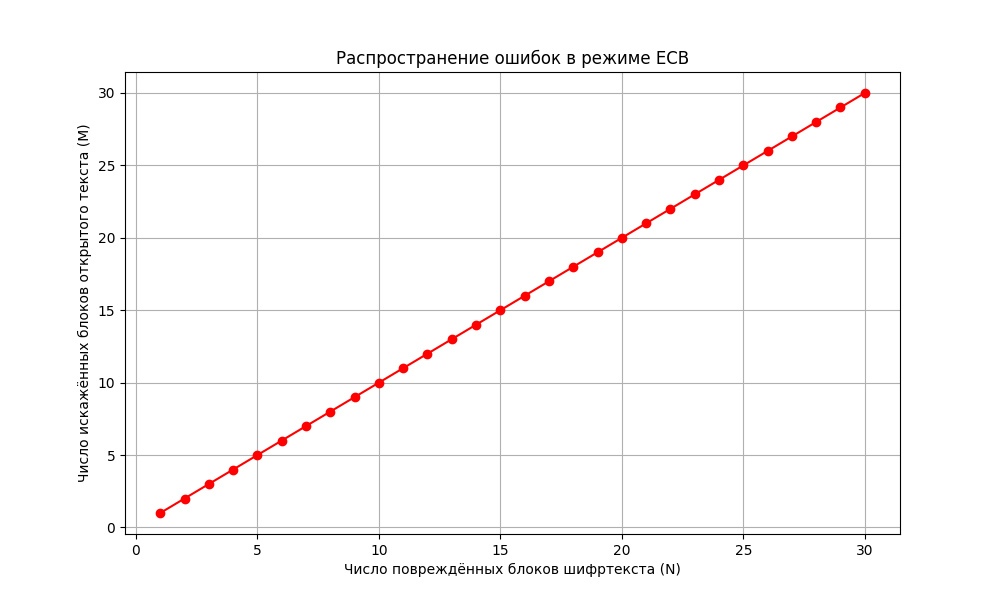 Распространение ошибок в режиме ECB
Число искажённых блоков открытого текста (M)
30
25
20
15
10
5
0
0 5 10 15 20 25 30
Число повреждённых блоков шифртекста (N)